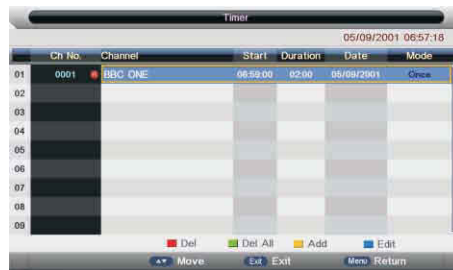 Timer
05/09/2001 06:57:18
Ch No. Channel Start Duration Date Mode
01 0001 BBC ONE 06:59:00 02:00 05/09/2001 Once
02
03
04
05
06
07
08
09
Del Del All Add Edit
Move Exit Exit Menu Return